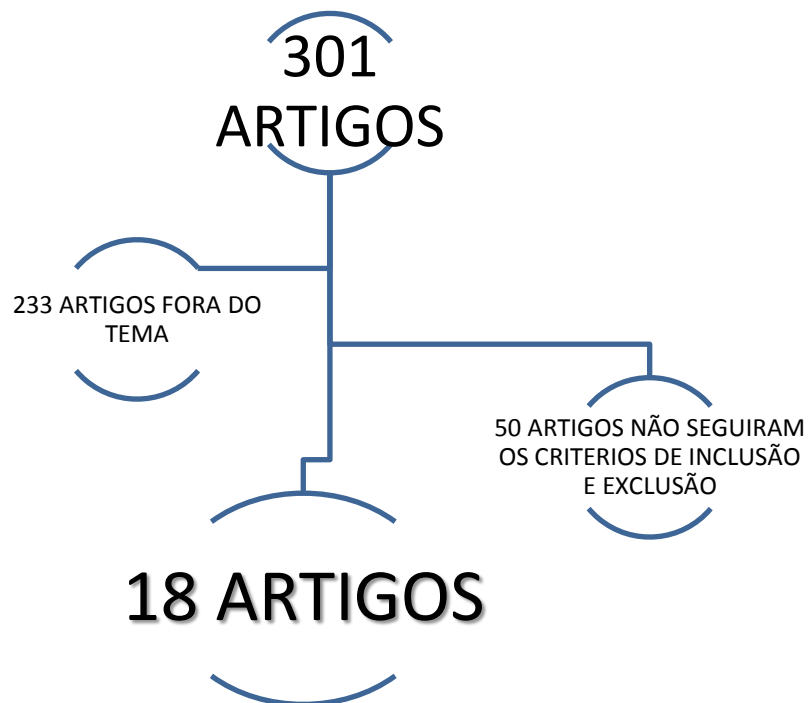 301
ARTIGOS
233 ARTIGOS FORA DO
TEMA
50 ARTIGOS NÃO SEGUIRAM
OS CRITERIOS DE INCLUSÃO
E EXCLUSÃO
18 ARTIGOS